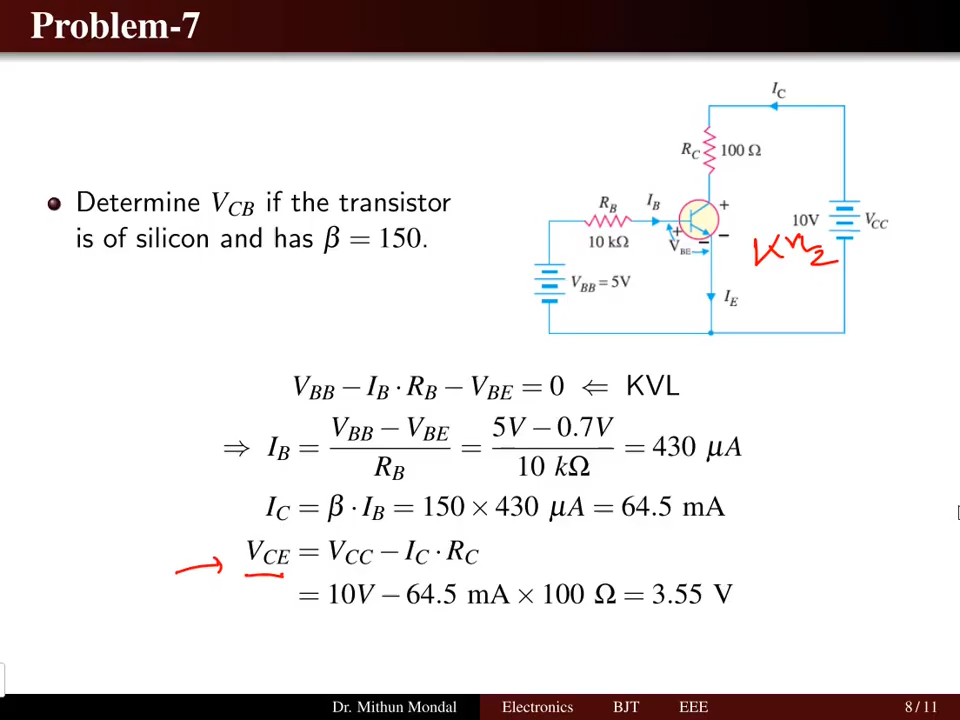 Problem-7
Determine V_CB if the transistor
is of silicon and has β = 150.
I_C
R_C 100 Ω
R_B
I_B
+
10 kΩ
+
V_BE
−
−
10V
V_CC
V_BB = 5V
I_E
V_BB − I_B · R_B − V_BE = 0 ⇐ KVL
⇒ I_B = (V_BB − V_BE) / R_B = (5V − 0.7V) / 10 kΩ = 430 μA
I_C = β · I_B = 150 × 430 μA = 64.5 mA
V_CE = V_CC − I_C · R_C
= 10V − 64.5 mA × 100 Ω = 3.55 V
Dr. Mithun Mondal Electronics BJT EEE 8 / 11